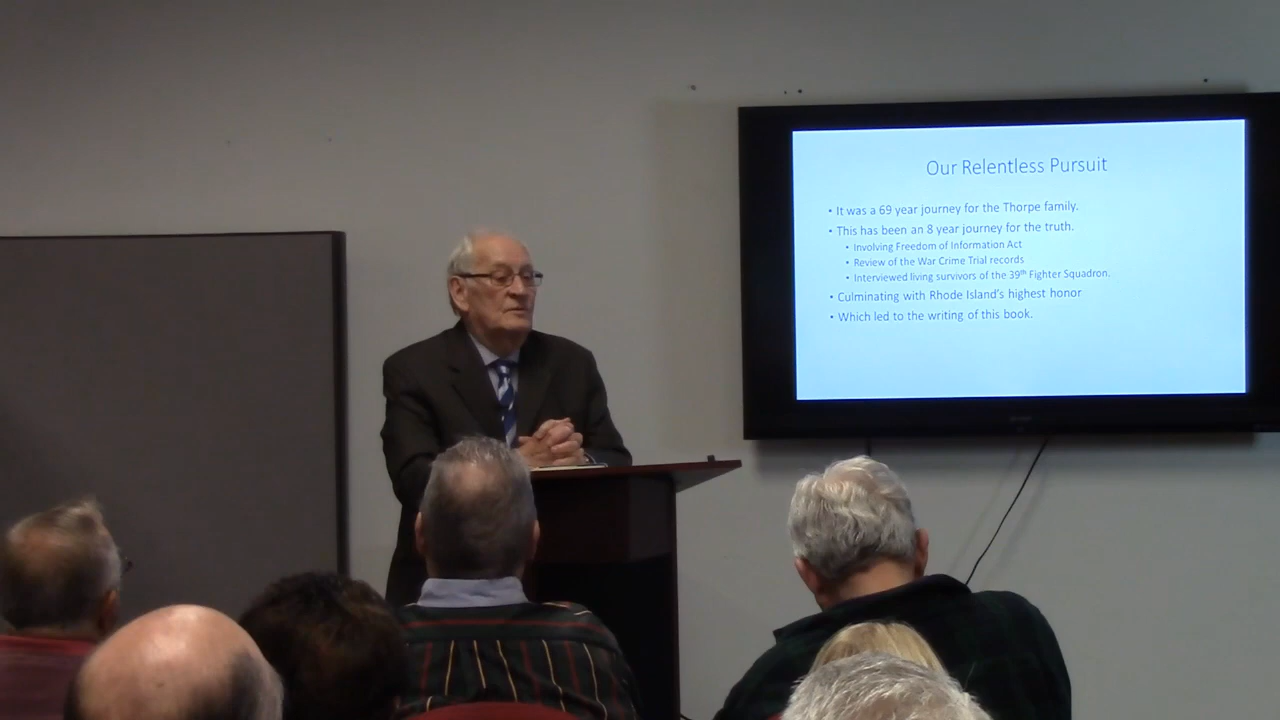 Our Relentless Pursuit
• It was a 69 year journey for the Thorpe family.
• This has been an 8 year journey for the truth.
• Involving Freedom of Information Act
• Review of the War Crime Trial records
• Interviewed living survivors of the 39th Fighter Squadron.
• Culminating with Rhode Island's highest honor
• Which led to the writing of this book.